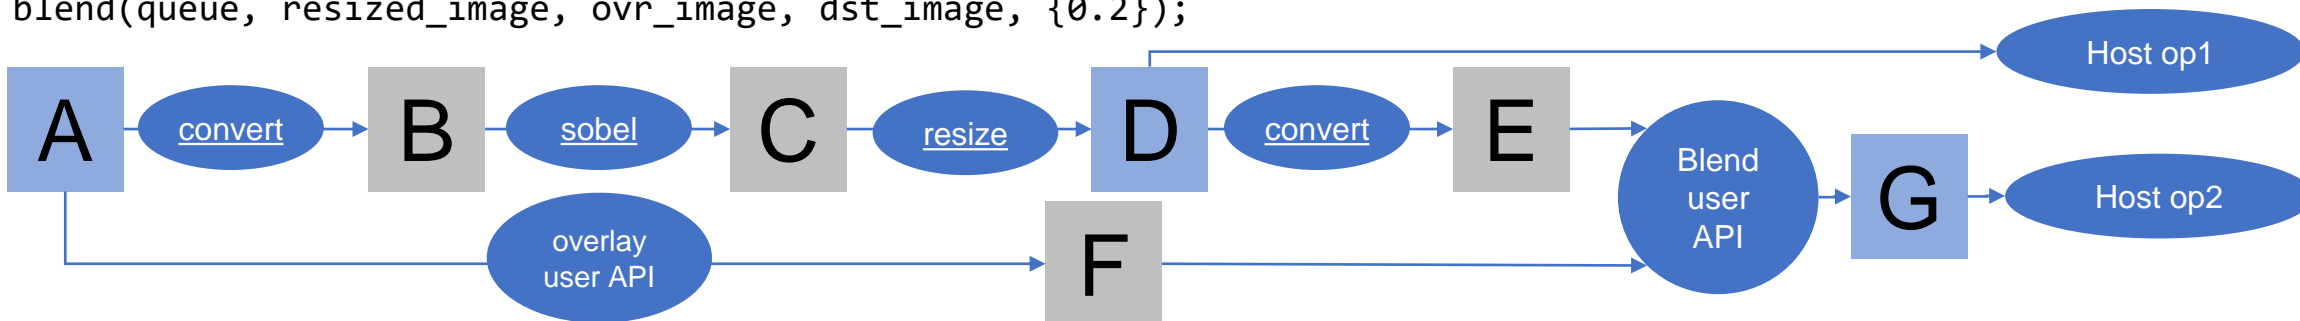 blend(queue, resized_image, ovr_image, dst_image, {0.2});
Host op1
A
convert
B
sobel
C
resize
D
convert
E
Blend
user
API
G
Host op2
overlay
user API
F